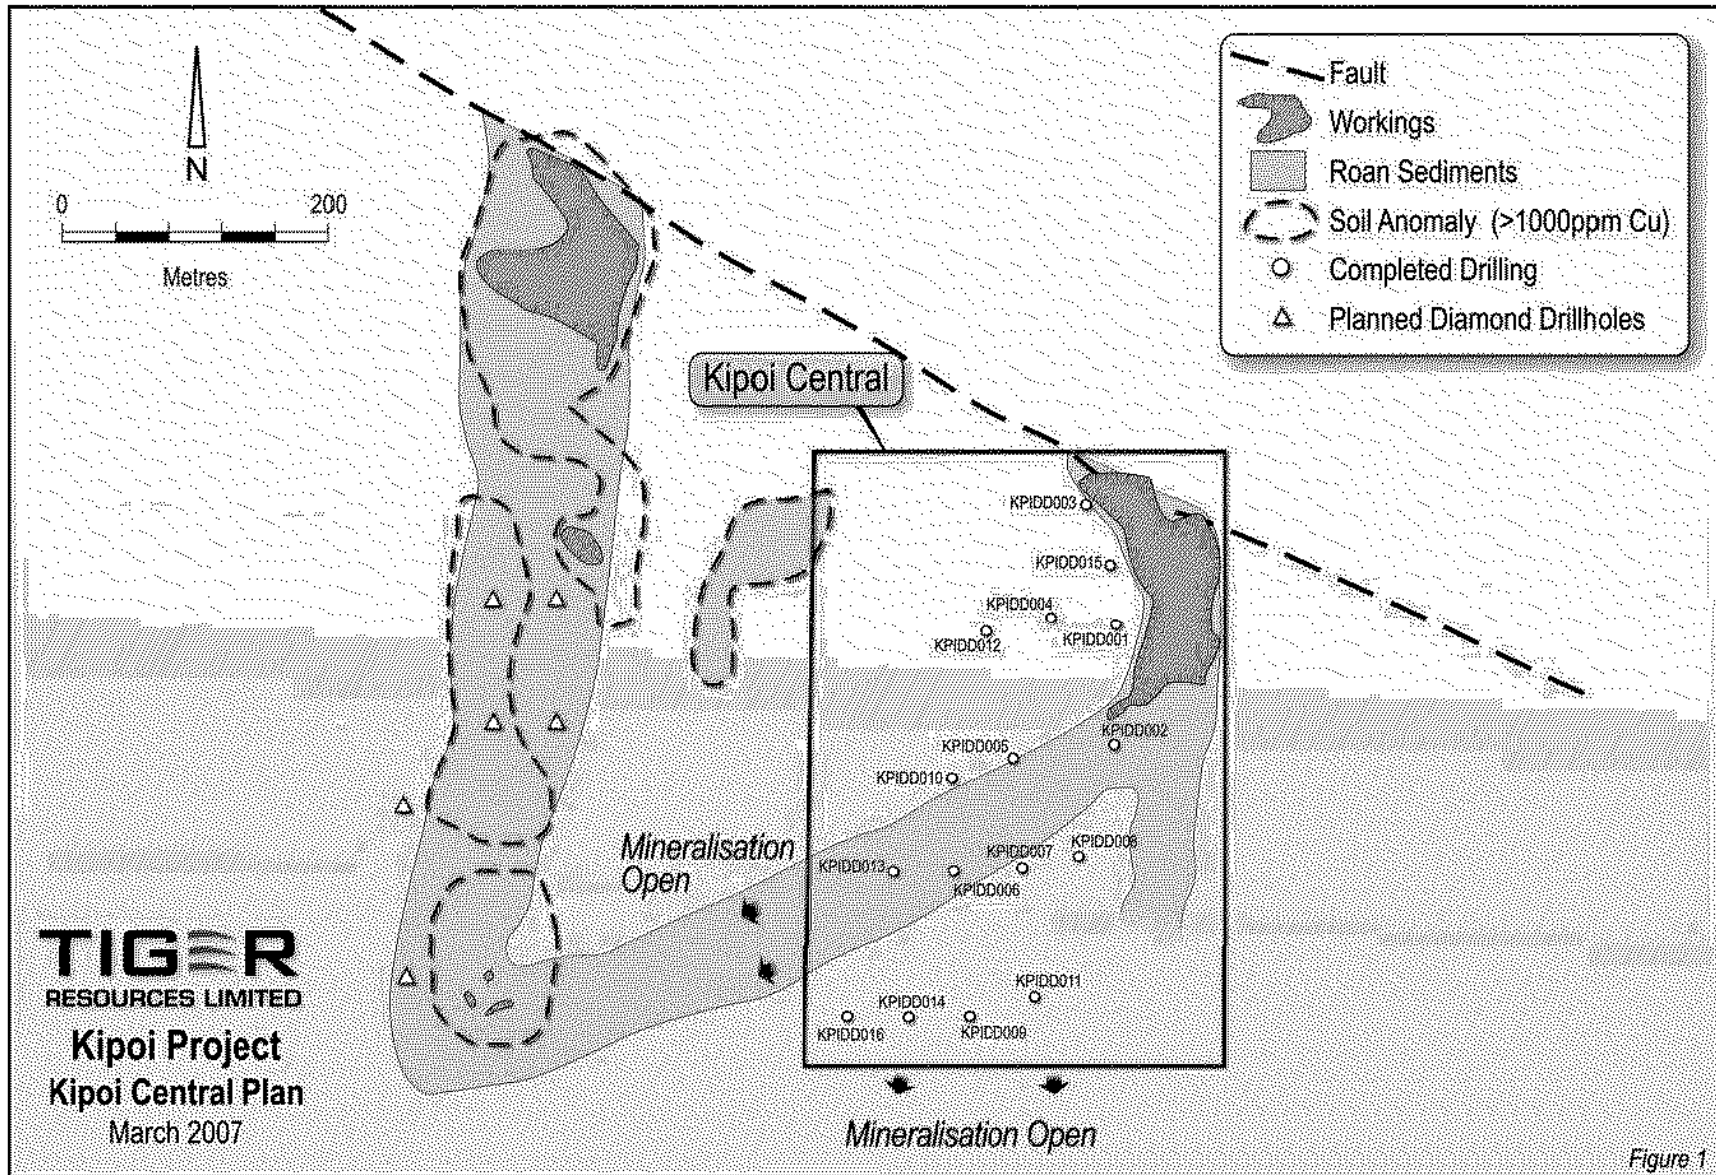 N
0 200
Metres
Fault
Workings
Roan Sediments
Soil Anomaly (>1000ppm Cu)
Completed Drilling
Planned Diamond Drillholes
Kipoi Central
KPIDD003
KPIDD015
KPIDD004
KPIDD012
KPIDD001
KPIDD002
KPIDD005
KPIDD010
KPIDD008
KPIDD007
KPIDD013
KPIDD006
KPIDD011
KPIDD014
KPIDD016
KPIDD009
Mineralisation
Open
Mineralisation Open
TIGER
RESOURCES LIMITED
Kipoi Project
Kipoi Central Plan
March 2007
Figure 1